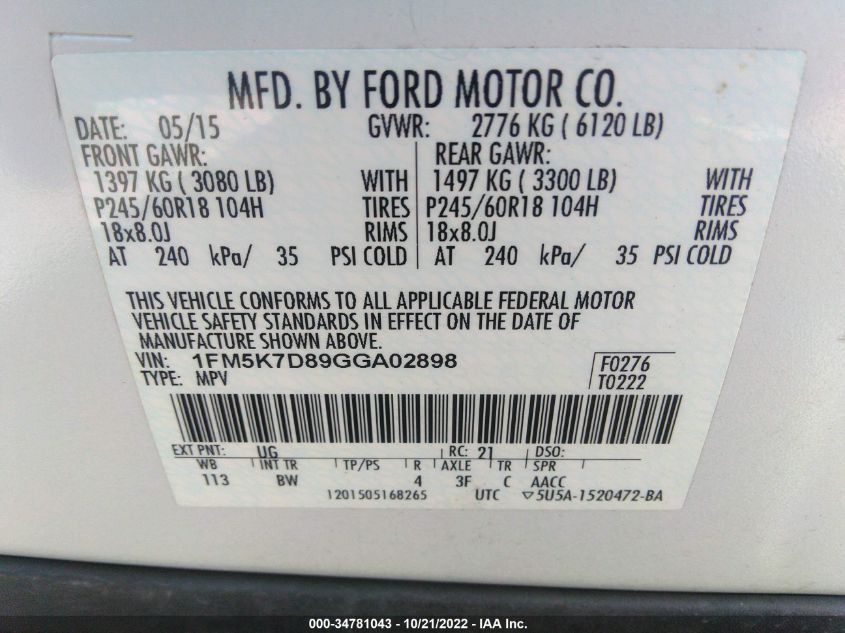 MFD. BY FORD MOTOR CO.
DATE: 05/15 GVWR: 2776 KG ( 6120 LB)
FRONT GAWR: REAR GAWR:
1397 KG ( 3080 LB) WITH 1497 KG ( 3300 LB) WITH
P245/60R18 104H TIRES P245/60R18 104H TIRES
18x8.0J RIMS 18x8.0J RIMS
AT 240 kPa/ 35 PSI COLD AT 240 kPa/ 35 PSI COLD
THIS VEHICLE CONFORMS TO ALL APPLICABLE FEDERAL MOTOR
VEHICLE SAFETY STANDARDS IN EFFECT ON THE DATE OF
MANUFACTURE SHOWN ABOVE.
VIN: 1FM5K7D89GGA02898 F0276
TYPE: MPV T0222
EXT PNT: UG RC: 21 DSO:
WB INT TR TP/PS R AXLE TR SPR
113 BW 4 3F C AACC
1201505168265 UTC ▽5U5A-1520472-BA
000-34781043 - 10/21/2022 - IAA Inc.